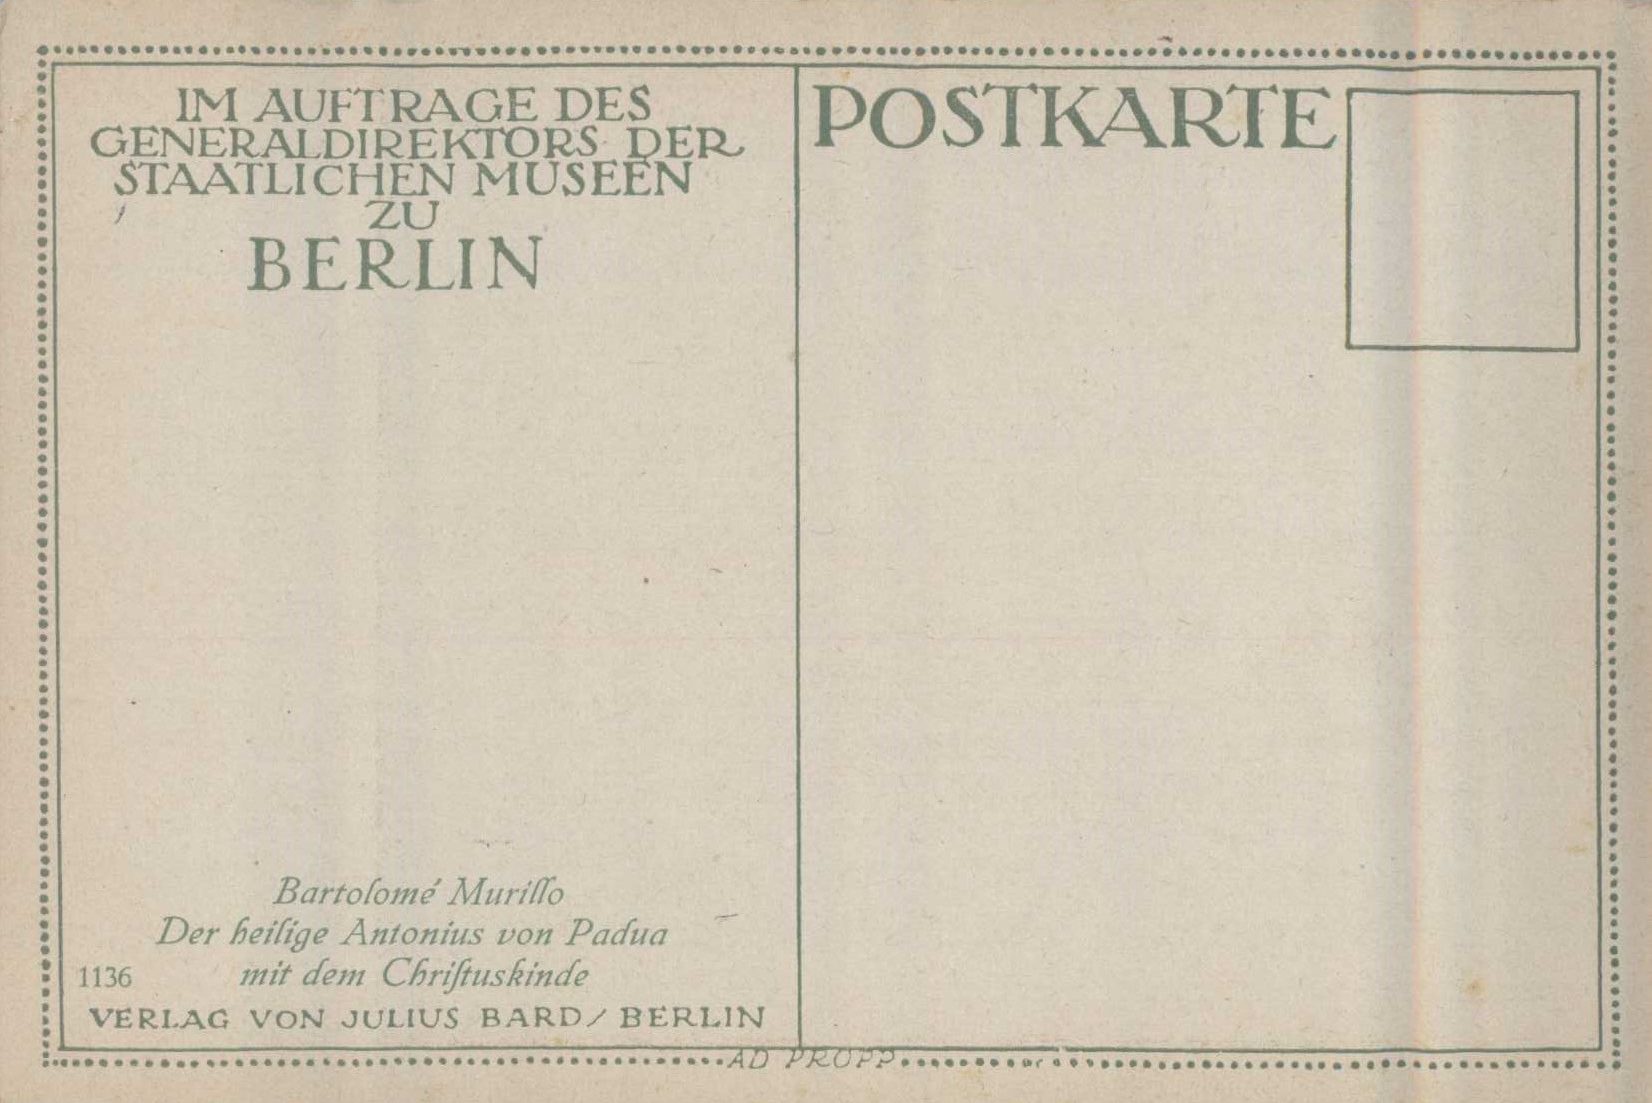 IM AUFTRAGE DES
GENERALDIREKTORS DER
STAATLICHEN MUSEEN
ZU
BERLIN
POSTKARTE
Bartolomé Murillo
Der heilige Antonius von Padua
mit dem Chriſtuskinde
1136
VERLAG VON JULIUS BARD / BERLIN
AD PROPP